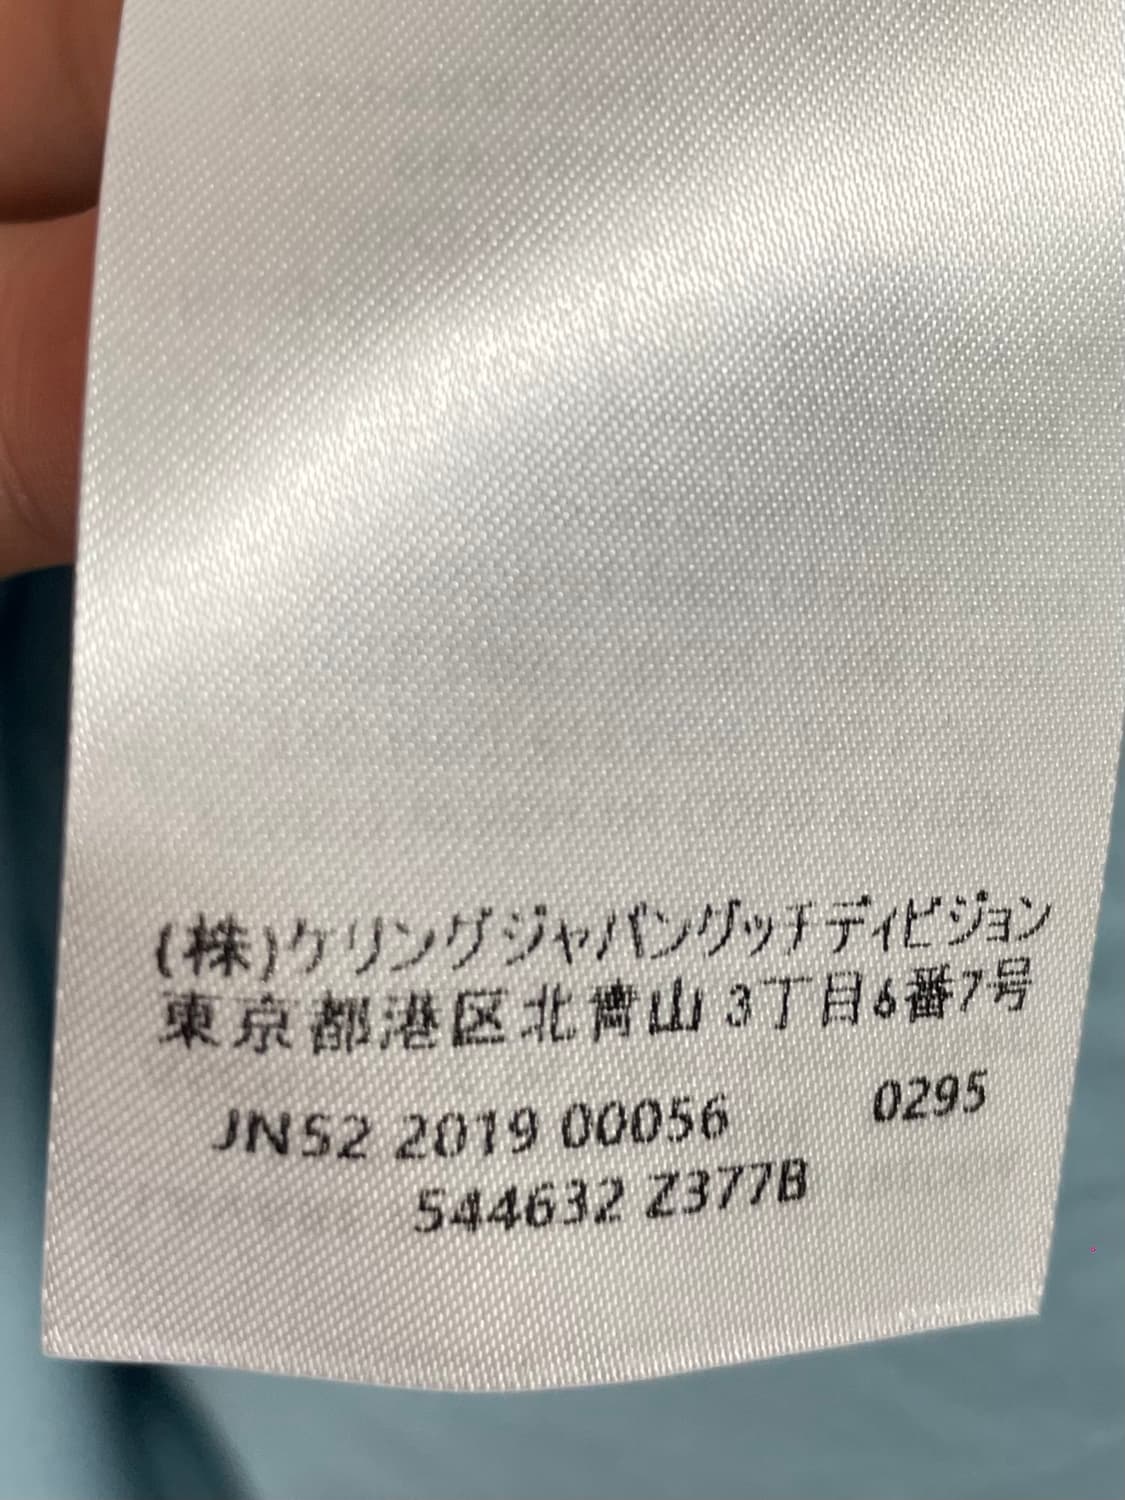 (株)ケリングジャパングッチディビジョン
東京都港区北青山 3丁目6番7号
JNS2 2019 00056 0295
544632 Z377B